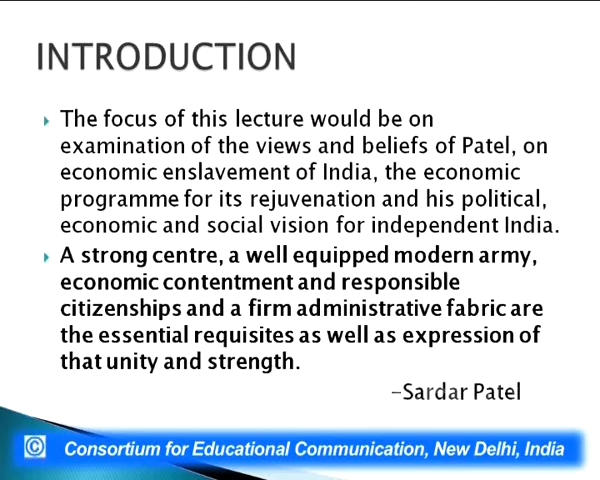 INTRODUCTION
The focus of this lecture would be on
examination of the views and beliefs of Patel, on
economic enslavement of India, the economic
programme for its rejuvenation and his political,
economic and social vision for independent India.
A strong centre, a well equipped modern army,
economic contentment and responsible
citizenships and a firm administrative fabric are
the essential requisites as well as expression of
that unity and strength.
-Sardar Patel
© Consortium for Educational Communication, New Delhi, India